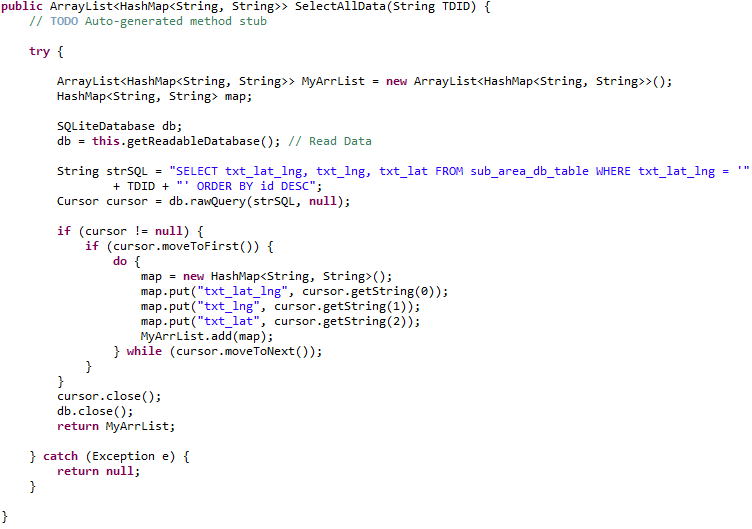 public ArrayList<HashMap<String, String>> SelectAllData(String TDID) {
// TODO Auto-generated method stub
try {
ArrayList<HashMap<String, String>> MyArrList = new ArrayList<HashMap<String, String>>();
HashMap<String, String> map;
SQLiteDatabase db;
db = this.getReadableDatabase(); // Read Data
String strSQL = "SELECT txt_lat_lng, txt_lng, txt_lat FROM sub_area_db_table WHERE txt_lat_lng = '"
+ TDID + "' ORDER BY id DESC";
Cursor cursor = db.rawQuery(strSQL, null);
if (cursor != null) {
if (cursor.moveToFirst()) {
do {
map = new HashMap<String, String>();
map.put("txt_lat_lng", cursor.getString(0));
map.put("txt_lng", cursor.getString(1));
map.put("txt_lat", cursor.getString(2));
MyArrList.add(map);
} while (cursor.moveToNext());
}
}
cursor.close();
db.close();
return MyArrList;
} catch (Exception e) {
return null;
}
}